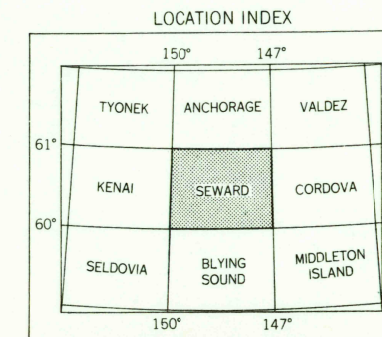 LOCATION INDEX
150° 147°
TYONEK ANCHORAGE VALDEZ
61°
KENAI SEWARD CORDOVA
60°
SELDOVIA BLYING SOUND MIDDLETON ISLAND
150° 147°